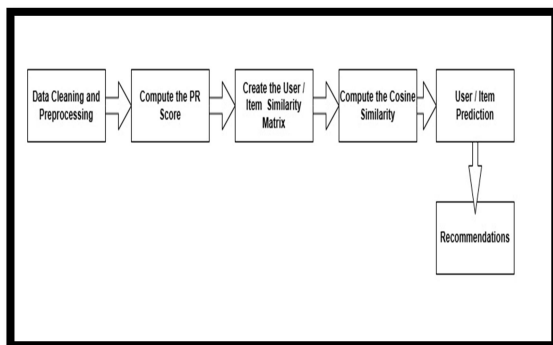 Data Cleaning and
Preprocessing
Compute the PR
Score
Create the User /
Item Similarity
Matrix
Compute the Cosine
Similarity
User / Item
Prediction
Recommendations